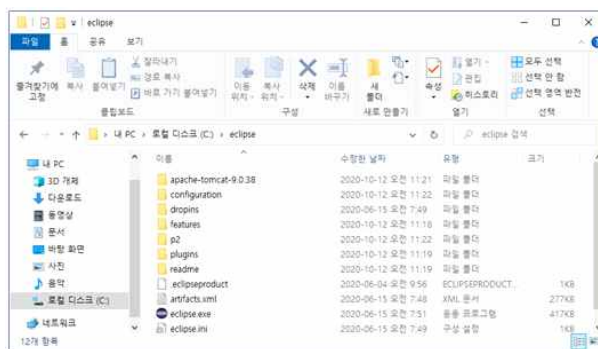 eclipse
파일 홈 공유 보기
즐겨찾기에 고정
복사
붙여넣기
잘라내기
경로 복사
바로 가기 붙여넣기
이동 위치
복사 위치
삭제
이름 바꾸기
새 폴더
속성
열기
편집
히스토리
모두 선택
선택 안 함
선택 영역 반전
클립보드 구성 새로 만들기 열기 선택
내 PC > 로컬 디스크 (C:) > eclipse
eclipse 검색
이름 수정한 날짜 유형 크기
내 PC
3D 개체
다운로드
동영상
문서
바탕 화면
사진
음악
로컬 디스크 (C:)
네트워크
apache-tomcat-9.0.38 2020-10-12 오전 11:21 파일 폴더
configuration 2020-10-12 오전 11:22 파일 폴더
dropins 2020-06-15 오전 7:49 파일 폴더
features 2020-10-12 오전 11:18 파일 폴더
p2 2020-10-12 오전 11:22 파일 폴더
plugins 2020-10-12 오전 11:19 파일 폴더
readme 2020-10-12 오전 11:19 파일 폴더
.eclipseproduct 2020-06-04 오전 9:56 ECLIPSEPRODUCT... 1KB
artifacts.xml 2020-06-15 오전 7:48 XML 문서 277KB
eclipse.exe 2020-06-15 오전 7:51 응용 프로그램 417KB
eclipse.ini 2020-06-15 오전 7:49 구성 설정 1KB
12개 항목